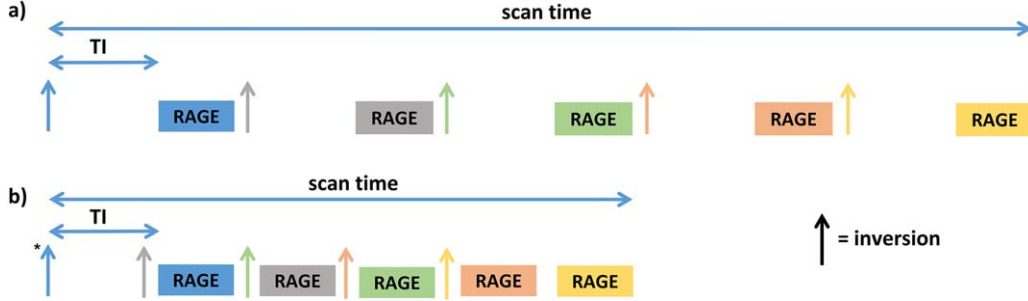 a)
scan time
TI
RAGE RAGE RAGE RAGE RAGE
b)
scan time
TI
*
= inversion
RAGE RAGE RAGE RAGE RAGE